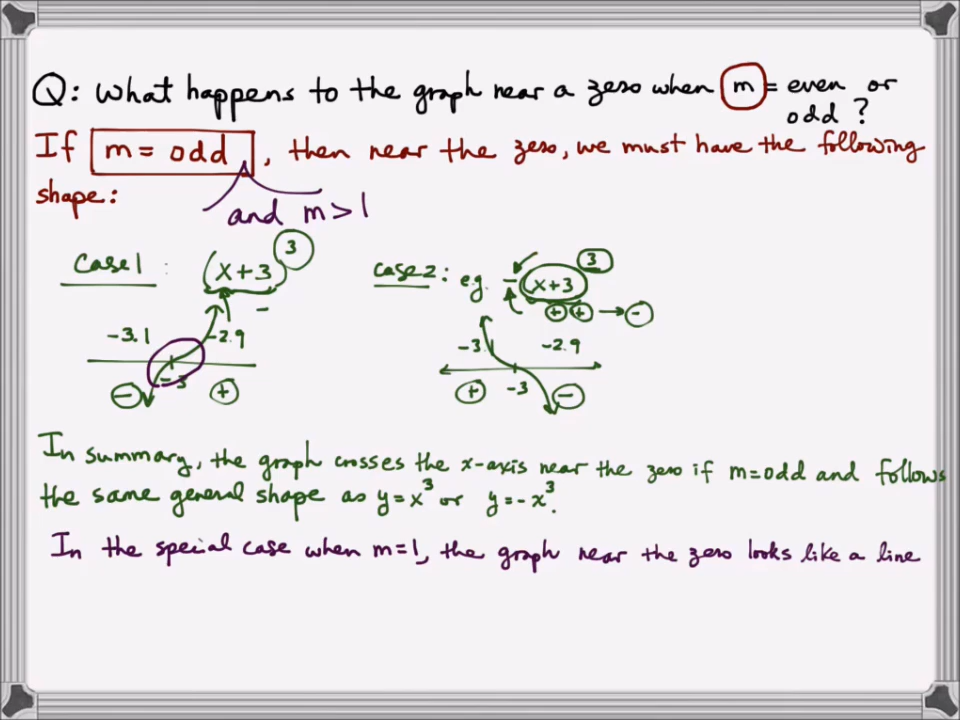 Q: What happens to the graph near a zero when m = even or
odd ?
If m = odd , then near the zero, we must have the following
shape:
and m > 1
Case 1 : (x+3)³
case 2 : e.g. -(x+3)³
-
+ + → -
-3.1 -2.9
-3
- +
-3.1 -2.9
-3
+ -
In summary, the graph crosses the x-axis near the zero if m=odd and follows
the same general shape as y=x³ or y=-x³.
In the special case when m=1, the graph near the zero looks like a line